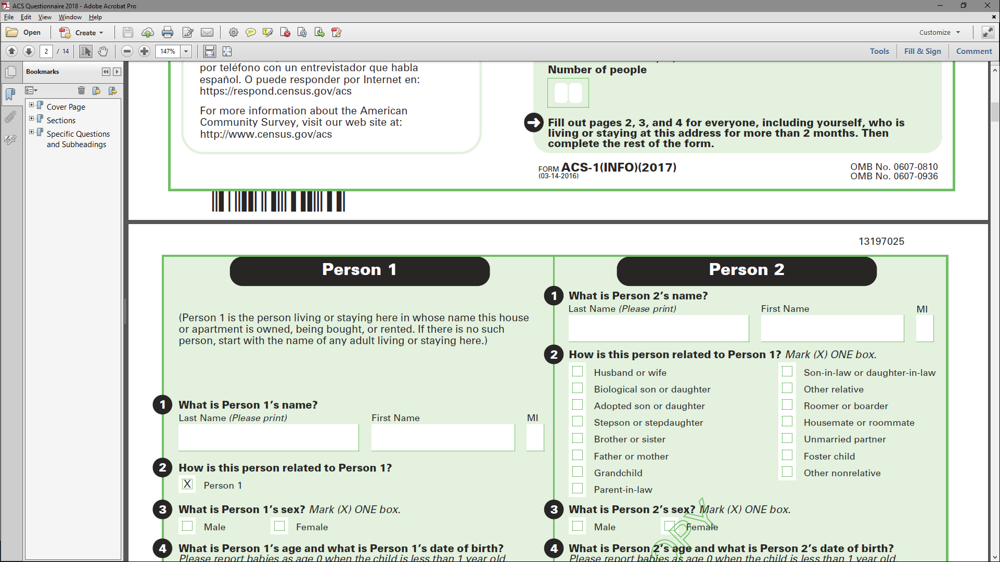 ACS Questionnaire 2018 - Adobe Acrobat Pro
File Edit View Window Help
Open Create Customize
2 / 14 147% Tools Fill & Sign Comment
Bookmarks
Cover Page
Sections
Specific Questions
and Subheadings
por teléfono con un entrevistador que habla
español. O puede responder por Internet en:
https://respond.census.gov/acs
For more information about the American
Community Survey, visit our web site at:
http://www.census.gov/acs
Number of people
Fill out pages 2, 3, and 4 for everyone, including yourself, who is
living or staying at this address for more than 2 months. Then
complete the rest of the form.
FORM ACS-1(INFO)(2017)
(03-14-2016)
OMB No. 0607-0810
OMB No. 0607-0936
13197025
Person 1
(Person 1 is the person living or staying here in whose name this house
or apartment is owned, being bought, or rented. If there is no such
person, start with the name of any adult living or staying here.)
1 What is Person 1’s name?
Last Name (Please print) First Name MI
2 How is this person related to Person 1?
X Person 1
3 What is Person 1’s sex? Mark (X) ONE box.
Male Female
4 What is Person 1’s age and what is Person 1’s date of birth?
Please report babies as age 0 when the child is less than 1 year old.
Person 2
1 What is Person 2’s name?
Last Name (Please print) First Name MI
2 How is this person related to Person 1? Mark (X) ONE box.
Husband or wife
Biological son or daughter
Adopted son or daughter
Stepson or stepdaughter
Brother or sister
Father or mother
Grandchild
Parent-in-law
Son-in-law or daughter-in-law
Other relative
Roomer or boarder
Housemate or roommate
Unmarried partner
Foster child
Other nonrelative
3 What is Person 2’s sex? Mark (X) ONE box.
Male Female
4 What is Person 2’s age and what is Person 2’s date of birth?
Please report babies as age 0 when the child is less than 1 year old.
OPY